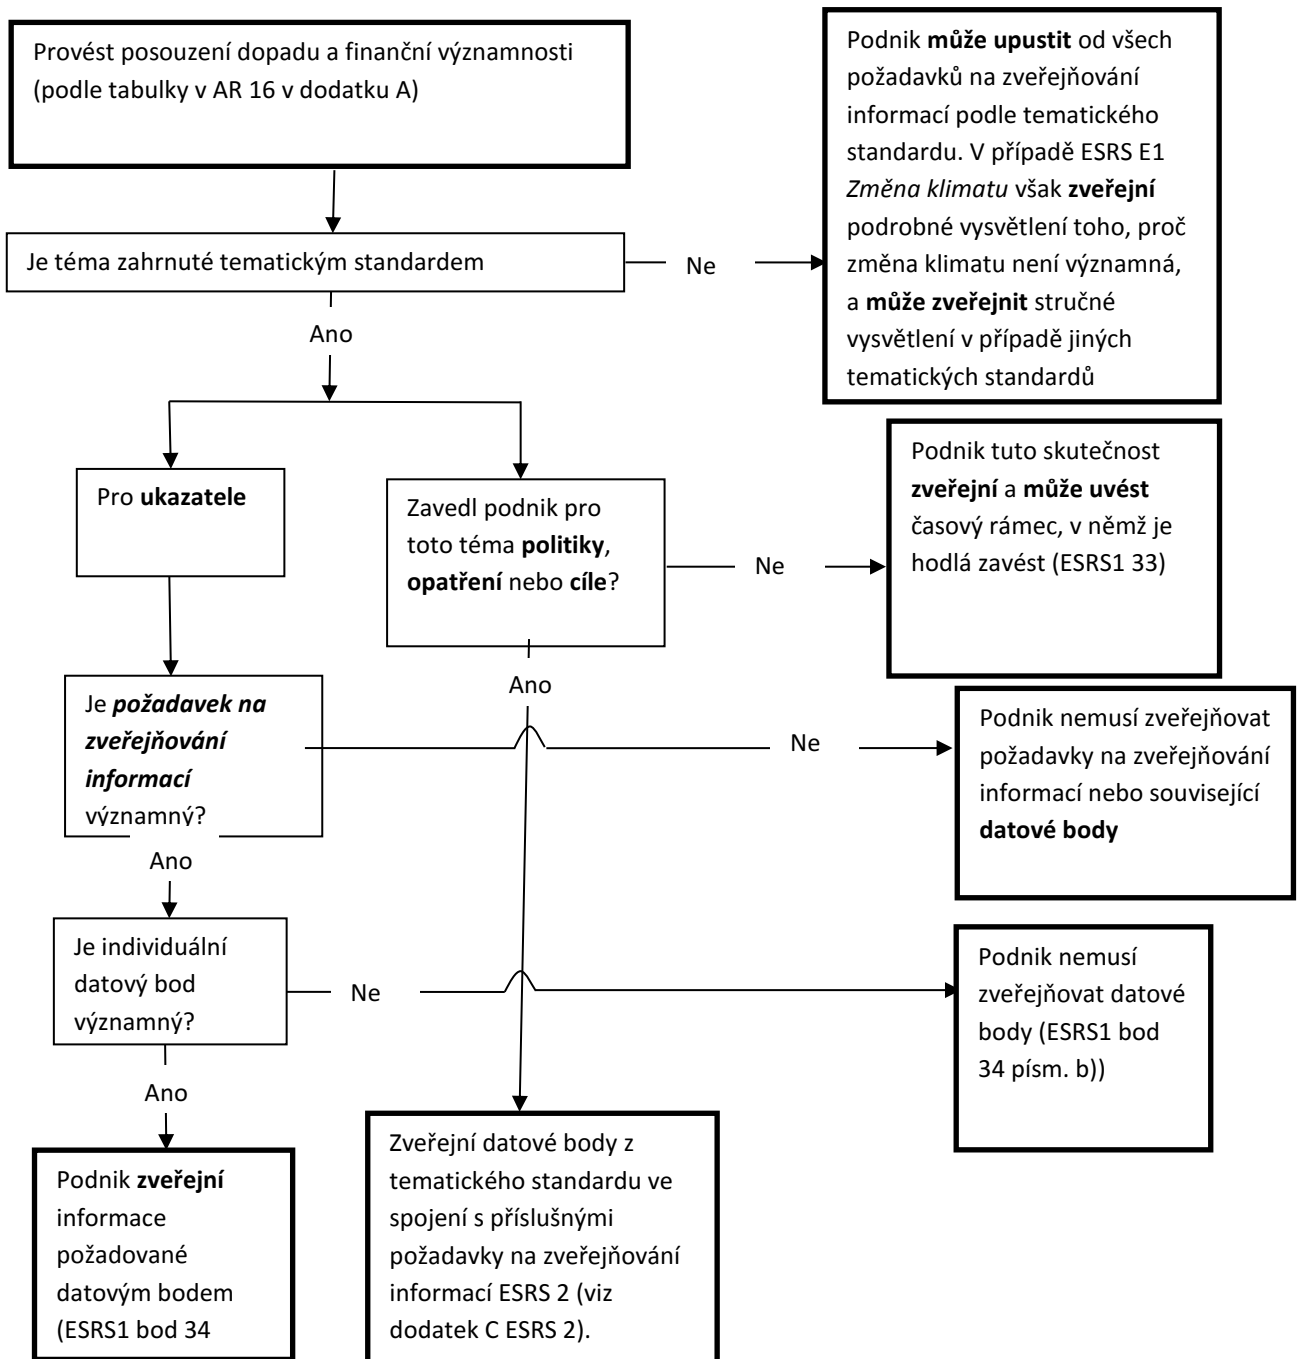 Provést posouzení dopadu a finanční významnosti
(podle tabulky v AR 16 v dodatku A)
Podnik může upustit od všech
požadavků na zveřejňování
informací podle tematického
standardu. V případě ESRS E1
Změna klimatu však zveřejní
podrobné vysvětlení toho, proč
změna klimatu není významná,
a může zveřejnit stručné
vysvětlení v případě jiných
tematických standardů
Je téma zahrnuté tematickým standardem
Ne
Ano
Pro ukazatele
Zavedl podnik pro
toto téma politiky,
opatření nebo cíle?
Ne
Podnik tuto skutečnost
zveřejní a může uvést
časový rámec, v němž je
hodlá zavést (ESRS1 33)
Ano
Je požadavek na
zveřejňování
informací
významný?
Ne
Podnik nemusí zveřejňovat
požadavky na zveřejňování
informací nebo související
datové body
Ano
Je individuální
datový bod
významný?
Ne
Podnik nemusí
zveřejňovat datové
body (ESRS1 bod
34 písm. b))
Ano
Podnik zveřejní
informace
požadované
datovým bodem
(ESRS1 bod 34
Zveřejní datové body z
tematického standardu ve
spojení s příslušnými
požadavky na zveřejňování
informací ESRS 2 (viz
dodatek C ESRS 2).